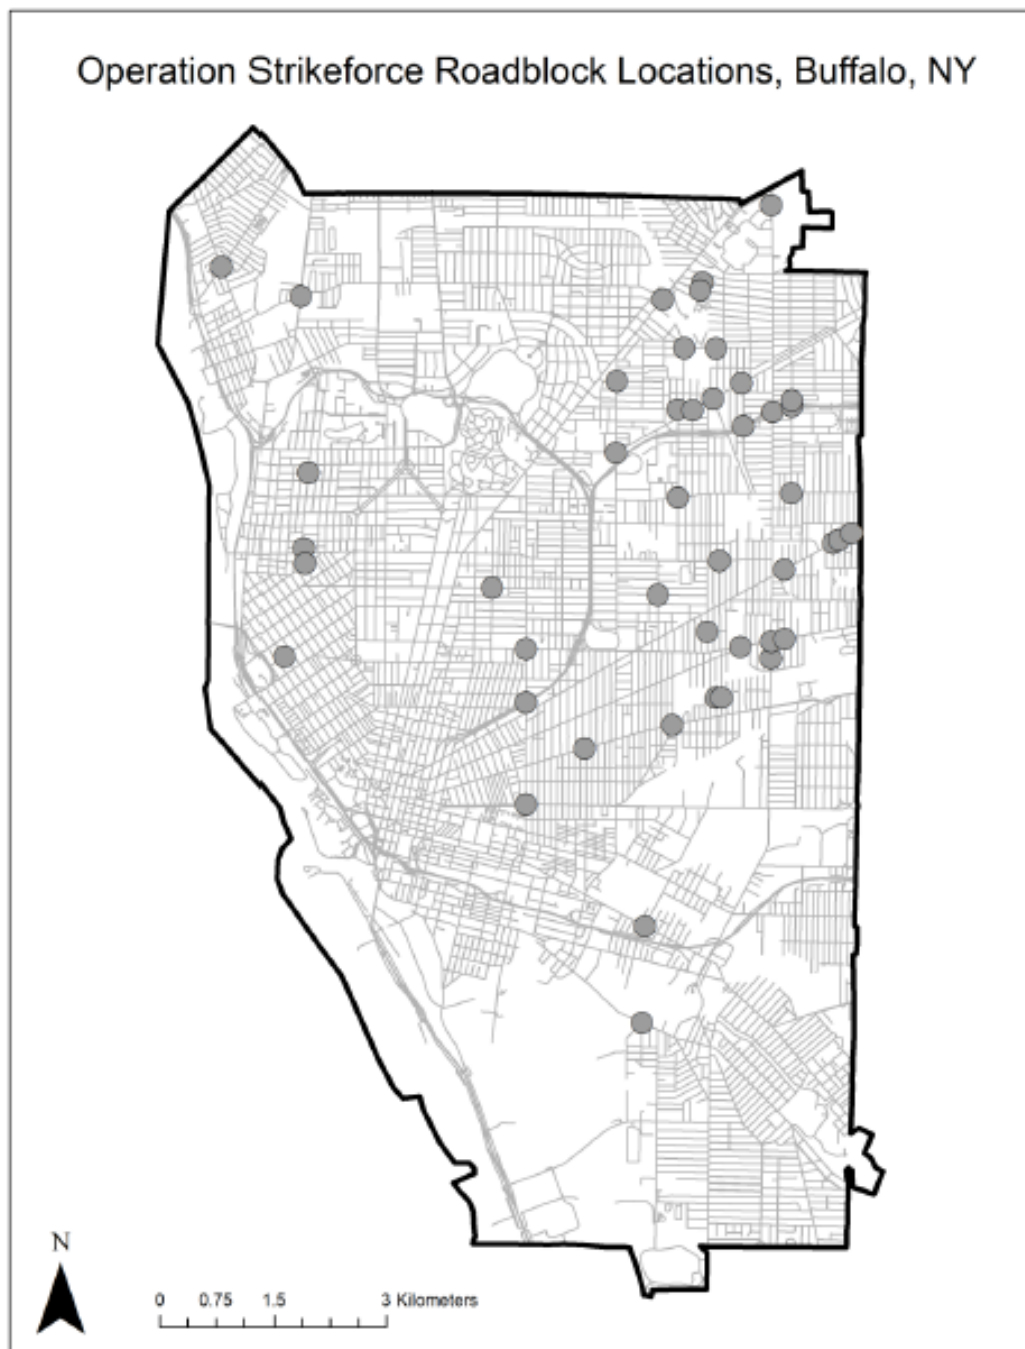 Operation Strikeforce Roadblock Locations, Buffalo, NY
N
0 0.75 1.5 3 Kilometers